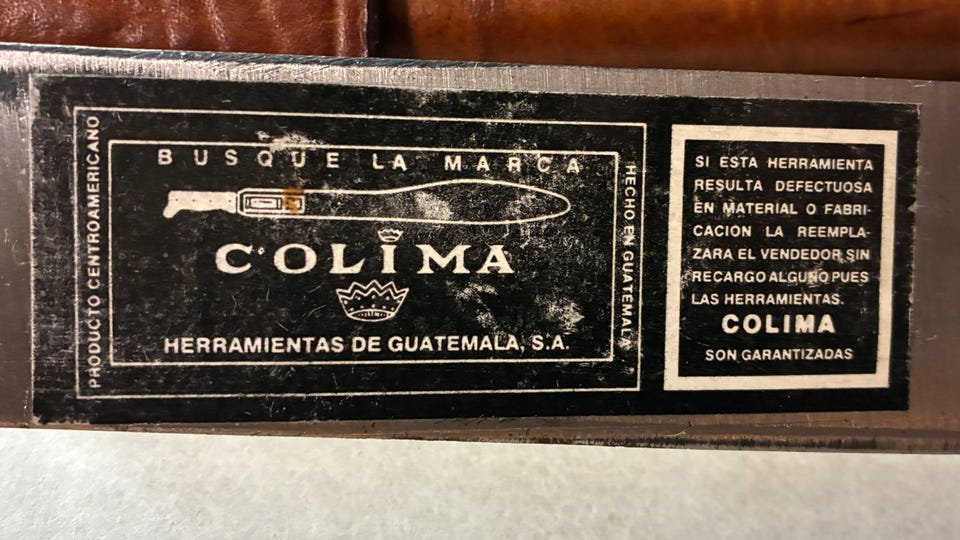 PRODUCTO CENTROAMERICANO
BUSQUE LA MARCA
COLIMA
HERRAMIENTAS DE GUATEMALA, S.A.
HECHO EN GUATEMALA
SI ESTA HERRAMIENTA
RESULTA DEFECTUOSA
EN MATERIAL O FABRI-
CACION LA REEMPLA-
ZARA EL VENDEDOR SIN
RECARGO ALGUNO PUES
LAS HERRAMIENTAS.
COLIMA
SON GARANTIZADAS